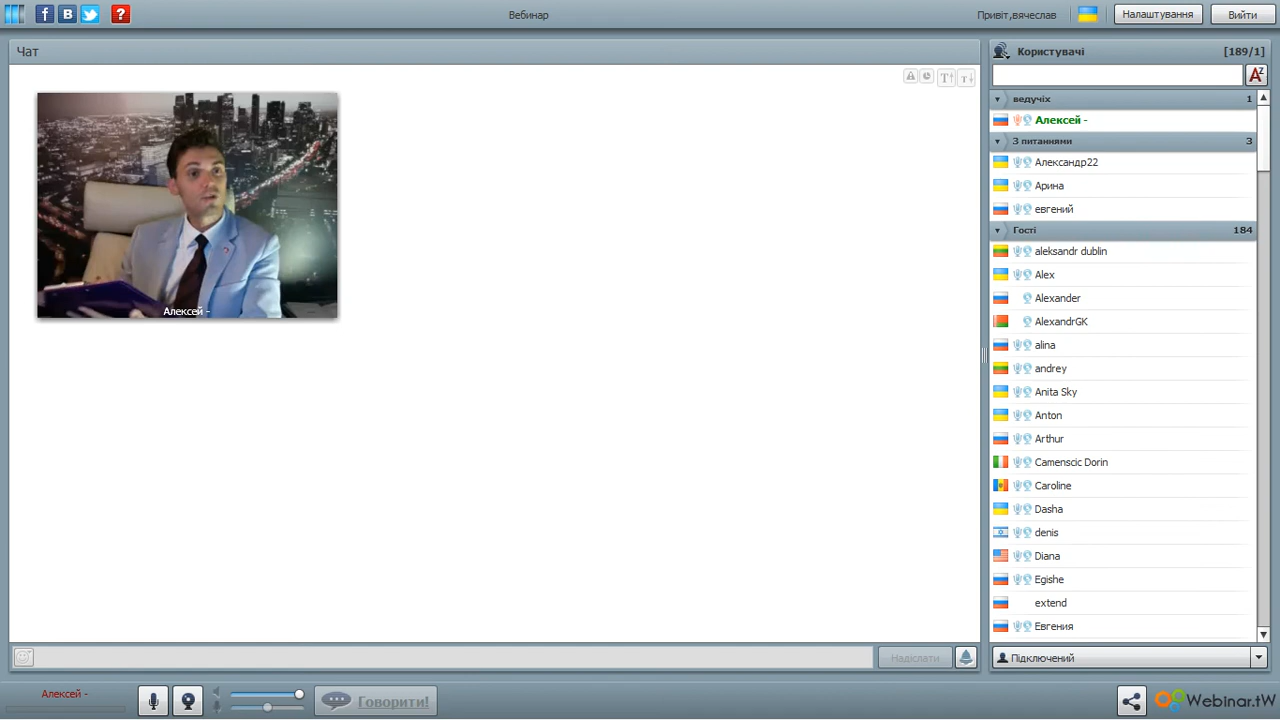 f B ?
Вебинар
Привіт,вячеслав
Налаштування
Вийти
Чат
T T
Алексей -
Користувачі
[189/1]
AZ
ведучіх 1
Алексей -
З питаннями 3
Александр22
Арина
евгений
Гості 184
aleksandr dublin
Alex
Alexander
AlexandrGK
alina
andrey
Anita Sky
Anton
Arthur
Camenscic Dorin
Caroline
Dasha
denis
Diana
Egishe
extend
Евгения
Надіслати
Підключений
Алексей -
Говорити!
Webinar.tW